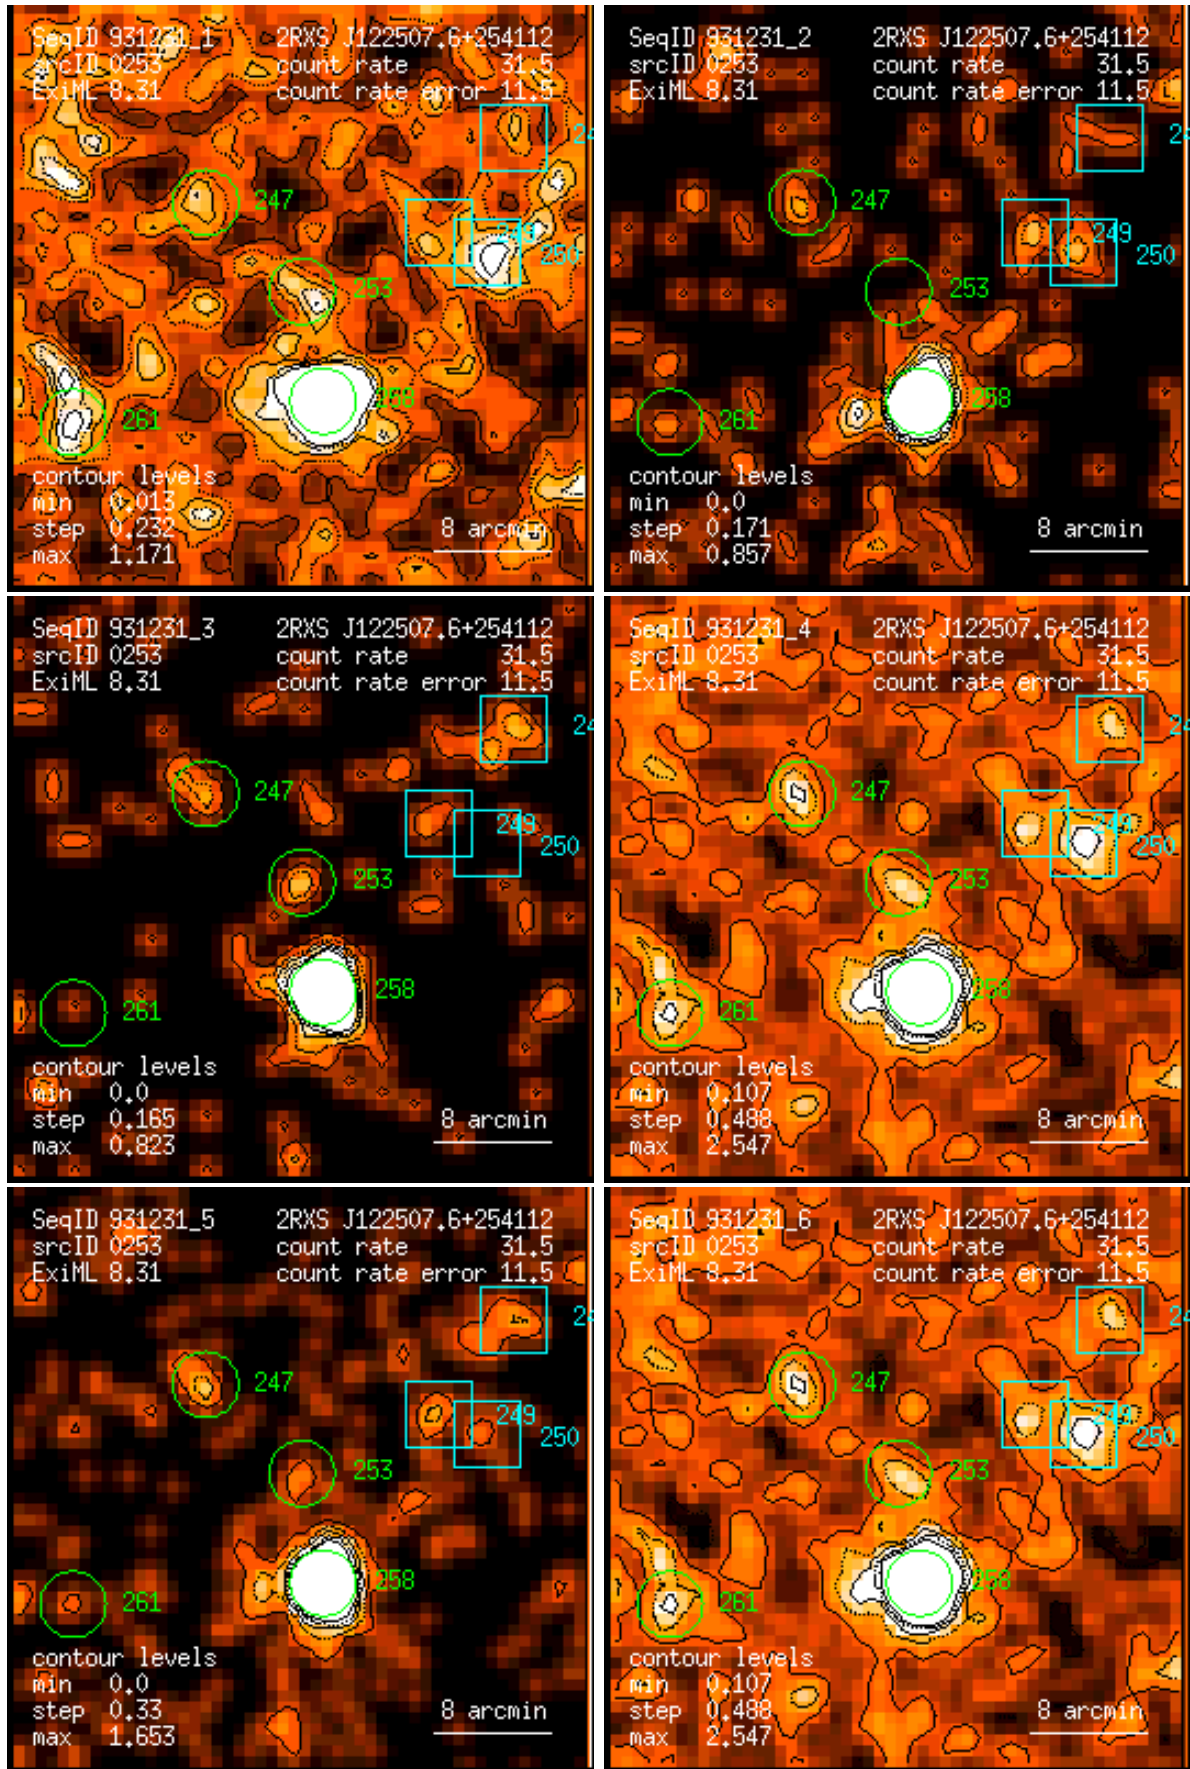 SeqID 931231_1 2RXS J122507.6+254112
srcID 0253 count rate 31.5
ExiML 8.31 count rate error 11.5
24
247
249
250
253
258
261
contour levels
min 0.013
step 0.232
max 1.171
8 arcmin
SeqID 931231_2 2RXS J122507.6+254112
srcID 0253 count rate 31.5
ExiML 8.31 count rate error 11.5
24
247
249
250
253
258
261
contour levels
min 0.0
step 0.171
max 0.857
8 arcmin
SeqID 931231_3 2RXS J122507.6+254112
srcID 0253 count rate 31.5
ExiML 8.31 count rate error 11.5
24
247
249
250
253
258
261
contour levels
min 0.0
step 0.165
max 0.823
8 arcmin
SeqID 931231_4 2RXS J122507.6+254112
srcID 0253 count rate 31.5
ExiML 8.31 count rate error 11.5
24
247
249
250
253
258
261
contour levels
min 0.107
step 0.488
max 2.547
8 arcmin
SeqID 931231_5 2RXS J122507.6+254112
srcID 0253 count rate 31.5
ExiML 8.31 count rate error 11.5
24
247
249
250
253
258
261
contour levels
min 0.0
step 0.33
max 1.653
8 arcmin
SeqID 931231_6 2RXS J122507.6+254112
srcID 0253 count rate 31.5
ExiML 8.31 count rate error 11.5
24
247
249
250
253
258
261
contour levels
min 0.107
step 0.488
max 2.547
8 arcmin